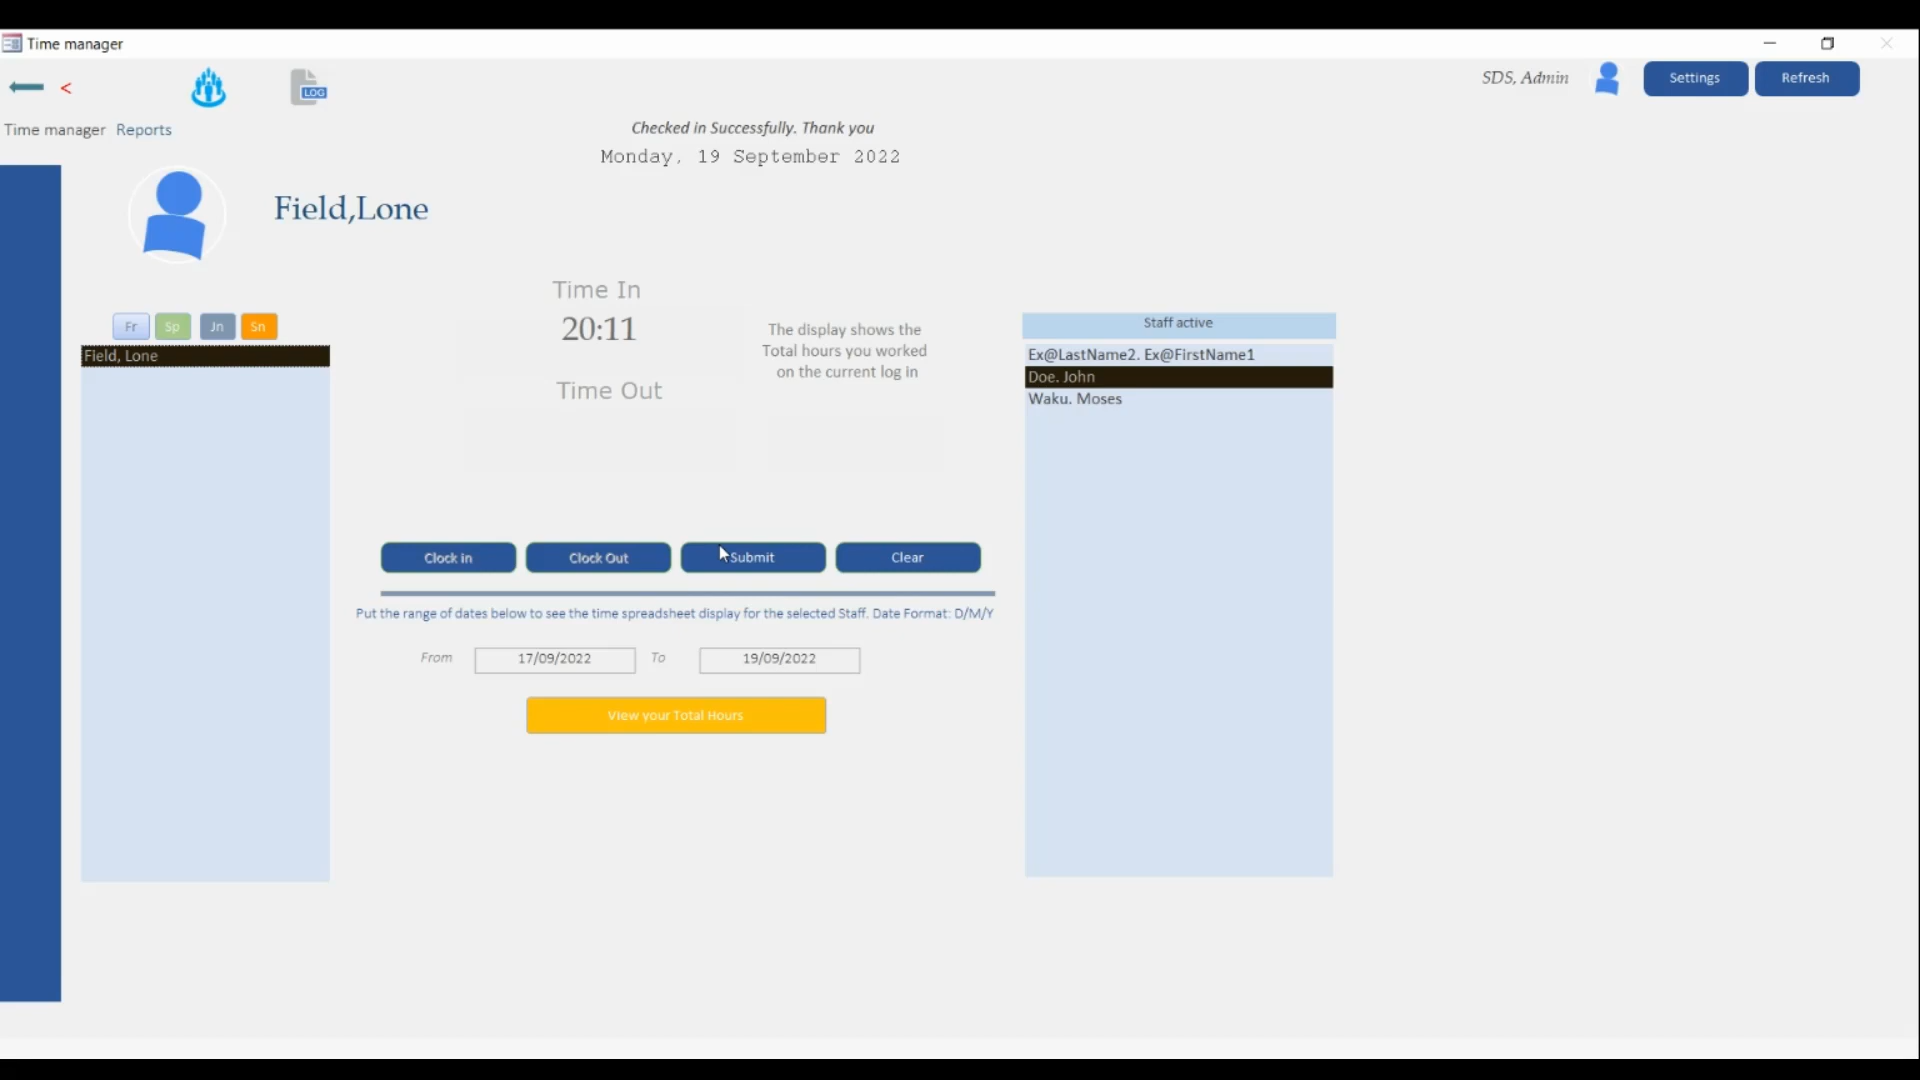 Time manager
<
LOG
SDS, Admin
Settings
Refresh
Time manager
Reports
Checked in Successfully. Thank you
Monday, 19 September 2022
Field,Lone
Time In
20:11
Time Out
The display shows the
Total hours you worked
on the current log in
Fr
Sp
Jn
Sn
Field, Lone
Staff active
Ex@LastName2. Ex@FirstName1
Doe. John
Waku. Moses
Clock in
Clock Out
Submit
Clear
Put the range of dates below to see the time spreadsheet display for the selected Staff. Date Format: D/M/Y
From
17/09/2022
To
19/09/2022
View your Total Hours